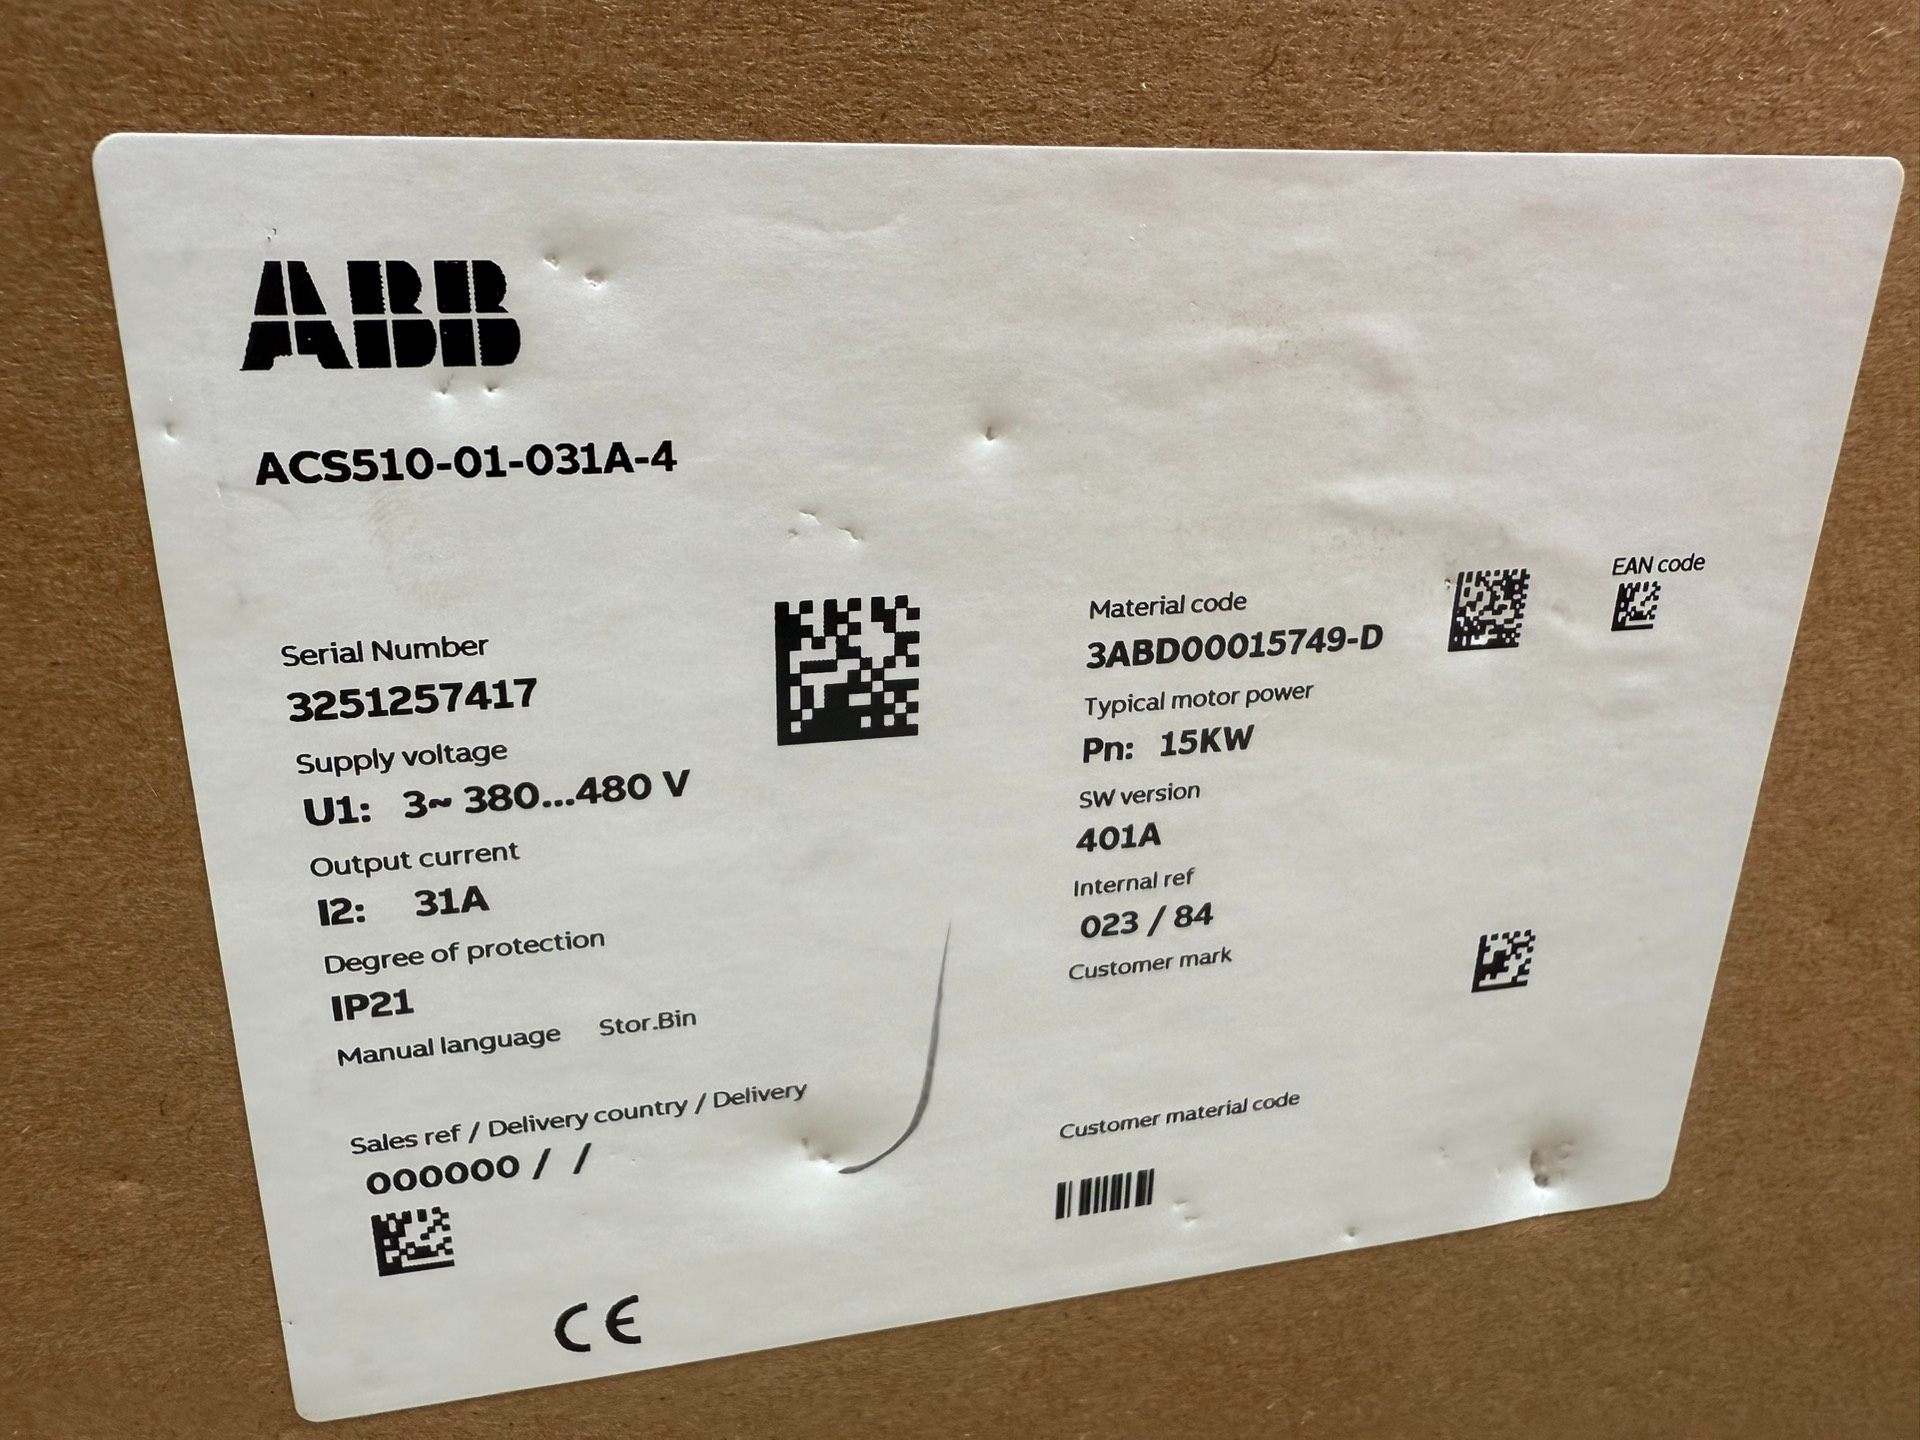 ABB
ACS510-01-031A-4
Serial Number
3251257417
Supply voltage
U1: 3~ 380...480 V
Output current
I2: 31A
Degree of protection
IP21
Manual language Stor.Bin
Sales ref / Delivery country / Delivery
000000 / /
CE
Material code
3ABD00015749-D
EAN code
Typical motor power
Pn: 15KW
SW version
401A
Internal ref
023 / 84
Customer mark
Customer material code